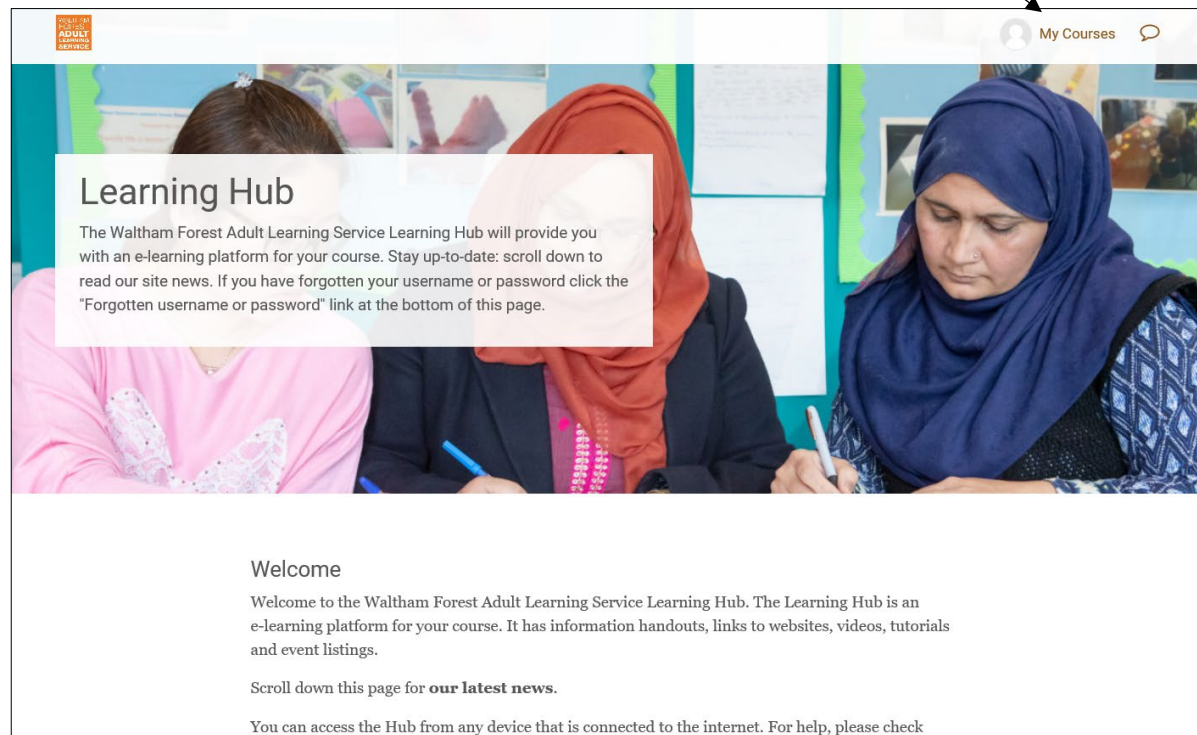 WALTHAM
FOREST
ADULT
LEARNING
SERVICE
My Courses
Learning Hub
The Waltham Forest Adult Learning Service Learning Hub will provide you
with an e-learning platform for your course. Stay up-to-date: scroll down to
read our site news. If you have forgotten your username or password click the
"Forgotten username or password" link at the bottom of this page.
Welcome
Welcome to the Waltham Forest Adult Learning Service Learning Hub. The Learning Hub is an
e-learning platform for your course. It has information handouts, links to websites, videos, tutorials
and event listings.
Scroll down this page for our latest news.
You can access the Hub from any device that is connected to the internet. For help, please check